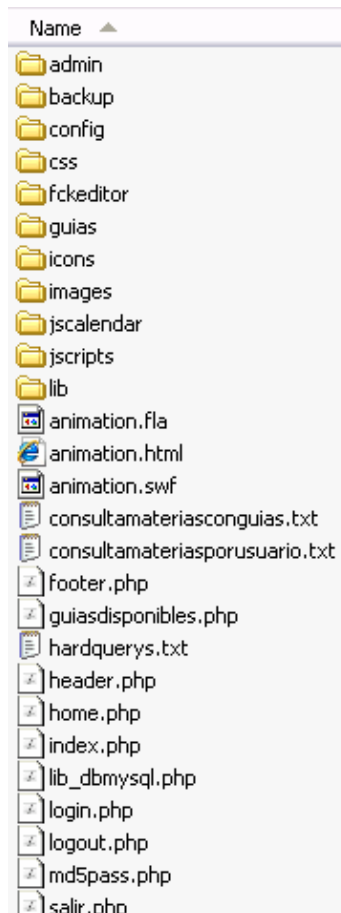 Name
admin
backup
config
css
fckeditor
guias
icons
images
jscalendar
jscripts
lib
animation.fla
animation.html
animation.swf
consultamateriasconguias.txt
consultamateriasporusuario.txt
footer.php
guiasdisponibles.php
hardquerys.txt
header.php
home.php
index.php
lib_dbmysql.php
login.php
logout.php
md5pass.php
salir.php